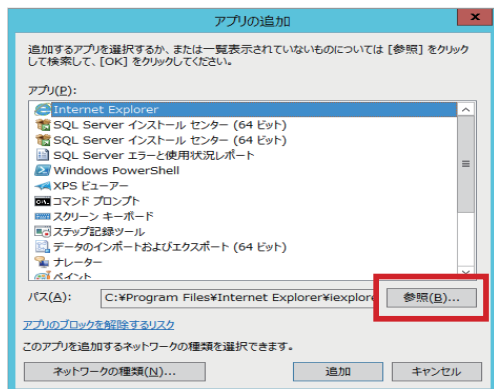 アプリの追加
x
追加するアプリを選択するか、または一覧表示されていないものについては [参照] をクリック
して検索して、[OK] をクリックしてください。
アプリ(P):
Internet Explorer
SQL Server インストール センター (64 ビット)
SQL Server インストール センター (64 ビット)
SQL Server エラーと使用状況レポート
Windows PowerShell
XPS ビューアー
コマンド プロンプト
スクリーン キーボード
ステップ記録ツール
データのインポートおよびエクスポート (64 ビット)
ナレーター
ペイント
パス(A): C:¥Program Files¥Internet Explorer¥iexplore 参照(B)...
アプリのブロックを解除するリスク
このアプリを追加するネットワークの種類を選択できます。
ネットワークの種類(N)... 追加 キャンセル